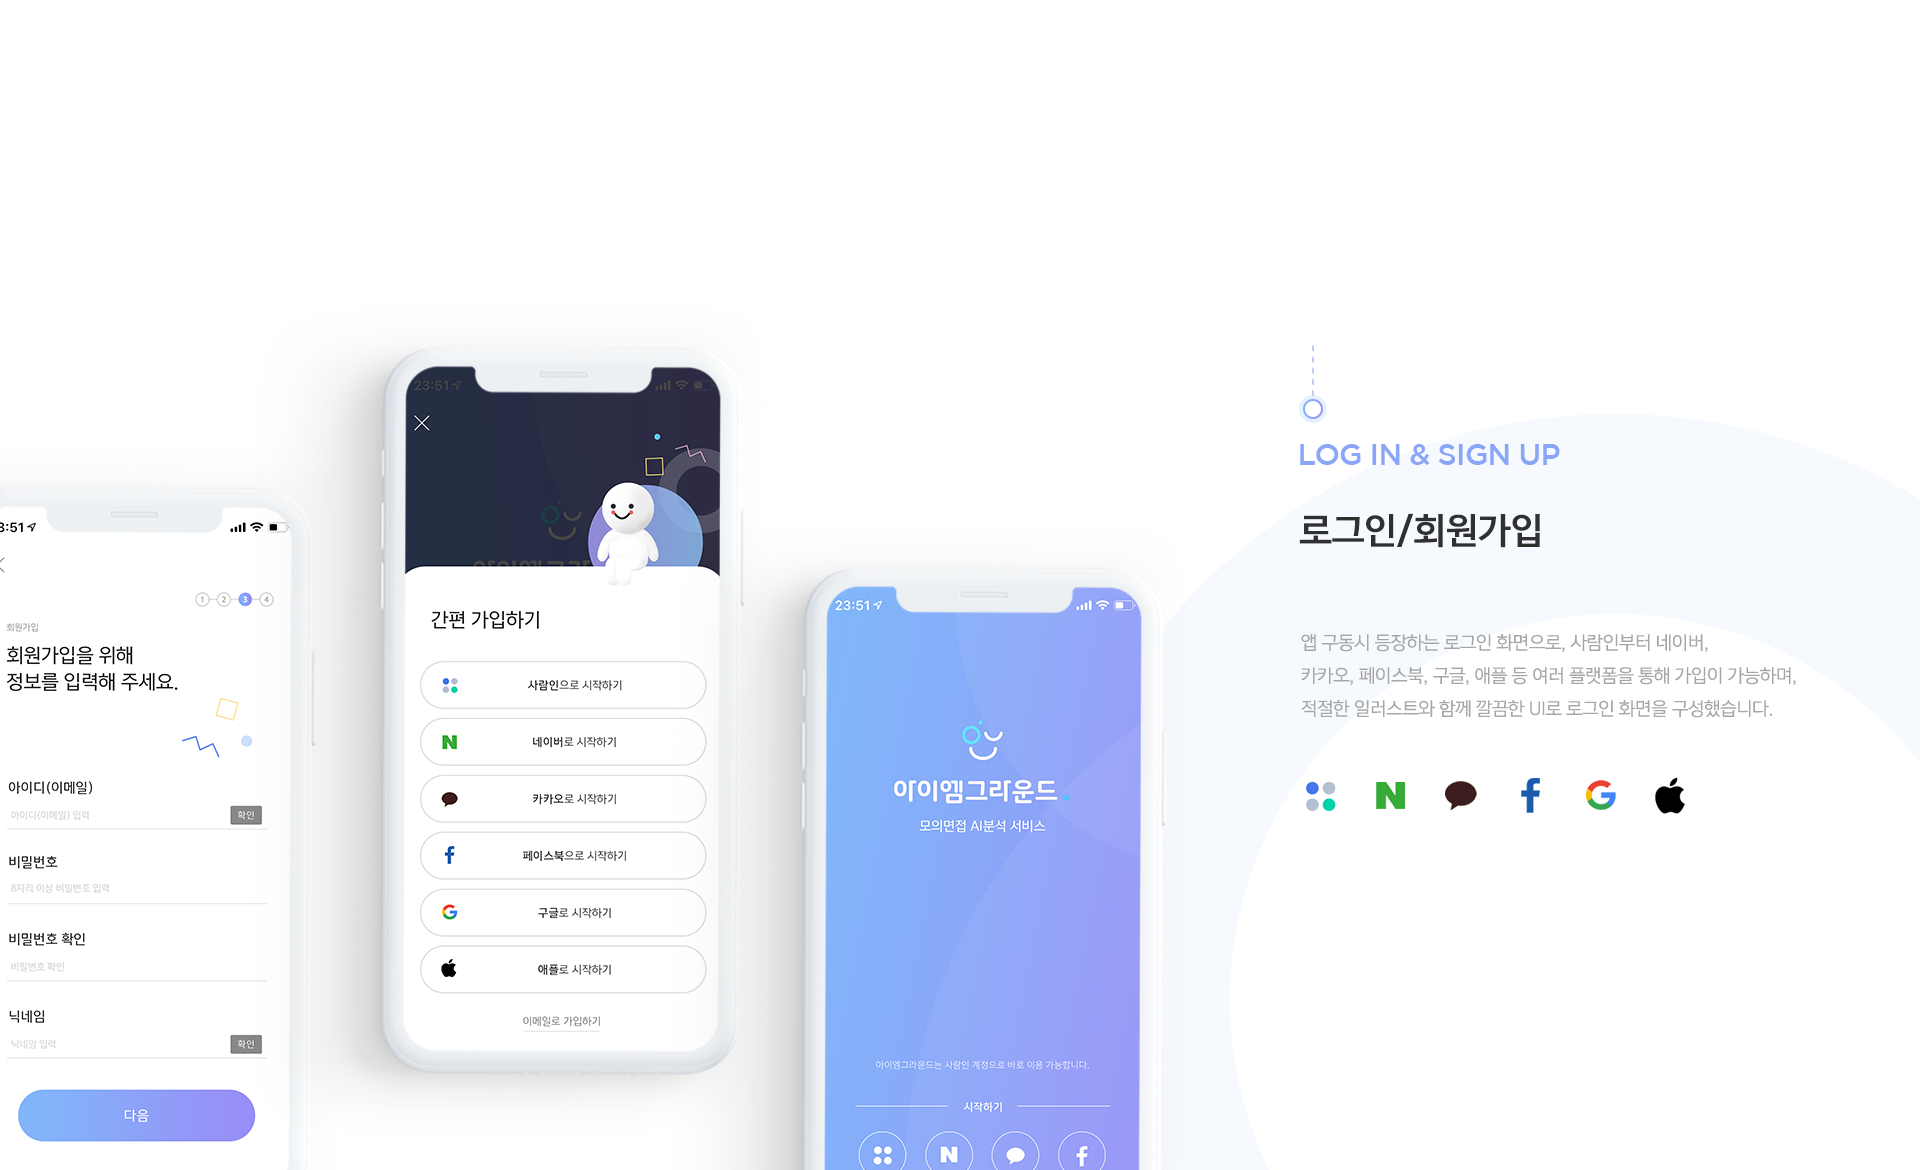 3:51
1 2 3 4
회원가입
회원가입을 위해
정보를 입력해 주세요.
아이디(이메일)
아이디(이메일) 입력
확인
비밀번호
8자리 이상 비밀번호 입력
비밀번호 확인
비밀번호 확인
닉네임
닉네임 입력
확인
다음
23:51
아이엠그라운
간편 가입하기
사람인으로 시작하기
네이버로 시작하기
카카오로 시작하기
페이스북으로 시작하기
구글로 시작하기
애플로 시작하기
이메일로 가입하기
23:51
아이엠그라운드
모의면접 AI분석 서비스
아이엠그라운드는 사람인 계정으로 바로 이용 가능합니다.
시작하기
LOG IN & SIGN UP
로그인/회원가입
앱 구동시 등장하는 로그인 화면으로, 사람인부터 네이버,
카카오, 페이스북, 구글, 애플 등 여러 플랫폼을 통해 가입이 가능하며,
적절한 일러스트와 함께 깔끔한 UI로 로그인 화면을 구성했습니다.